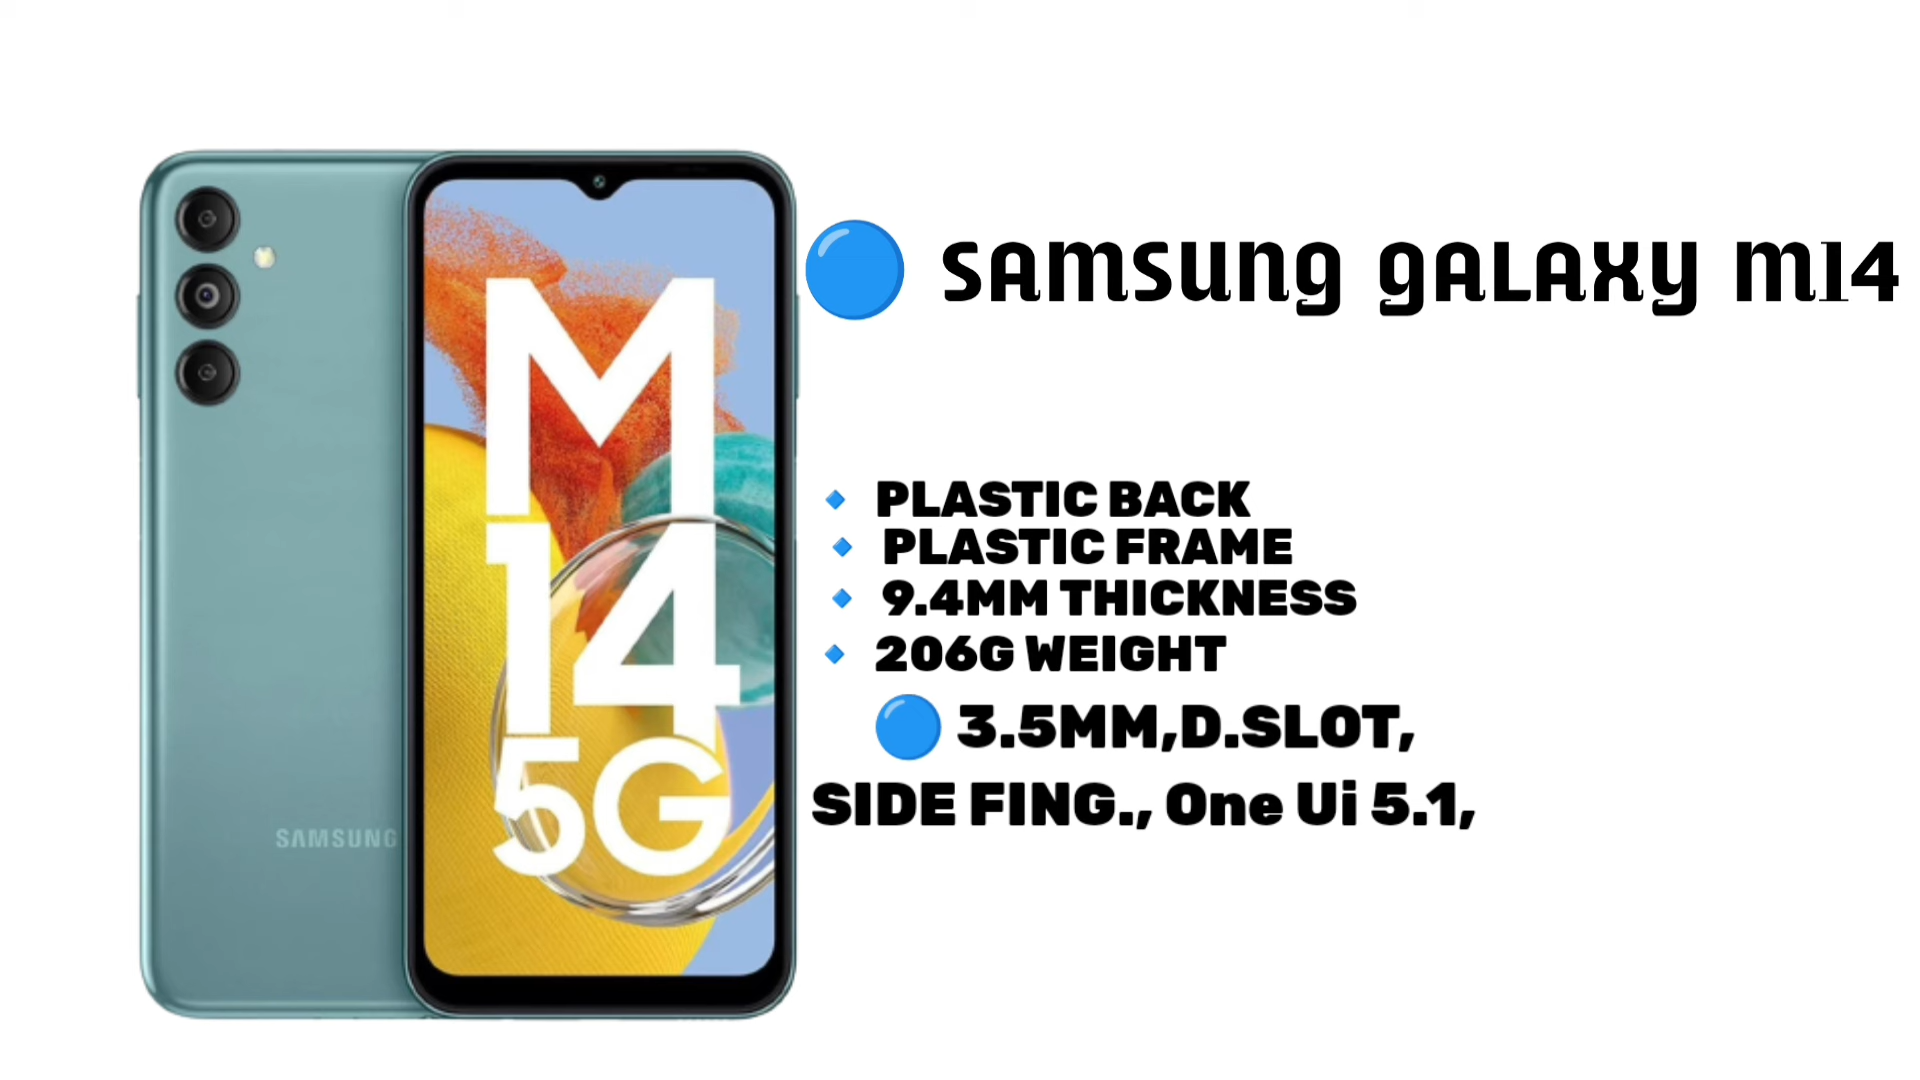 SAMSUNG GALAXY M14
M
14
5G
SAMSUNG
PLASTIC BACK
PLASTIC FRAME
9.4MM THICKNESS
206G WEIGHT
3.5MM,D.SLOT,
SIDE FING., One Ui 5.1,